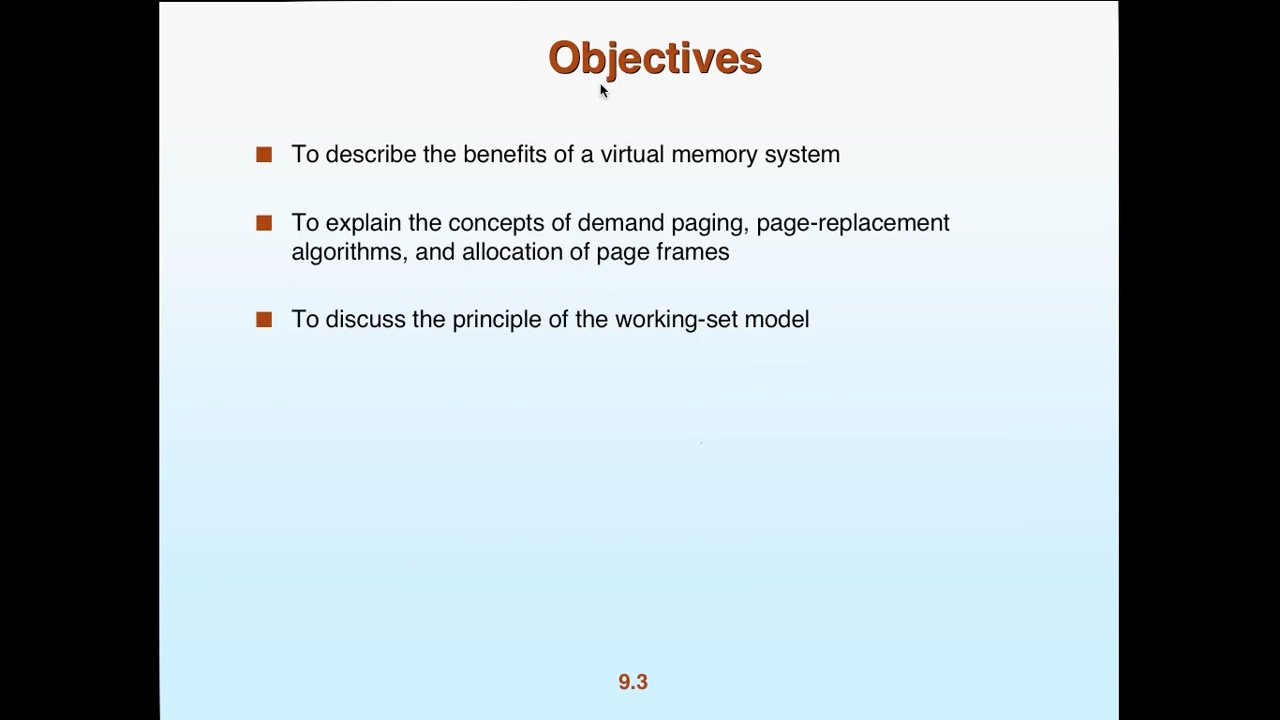 Objectives
To describe the benefits of a virtual memory system
To explain the concepts of demand paging, page-replacement
algorithms, and allocation of page frames
To discuss the principle of the working-set model
9.3